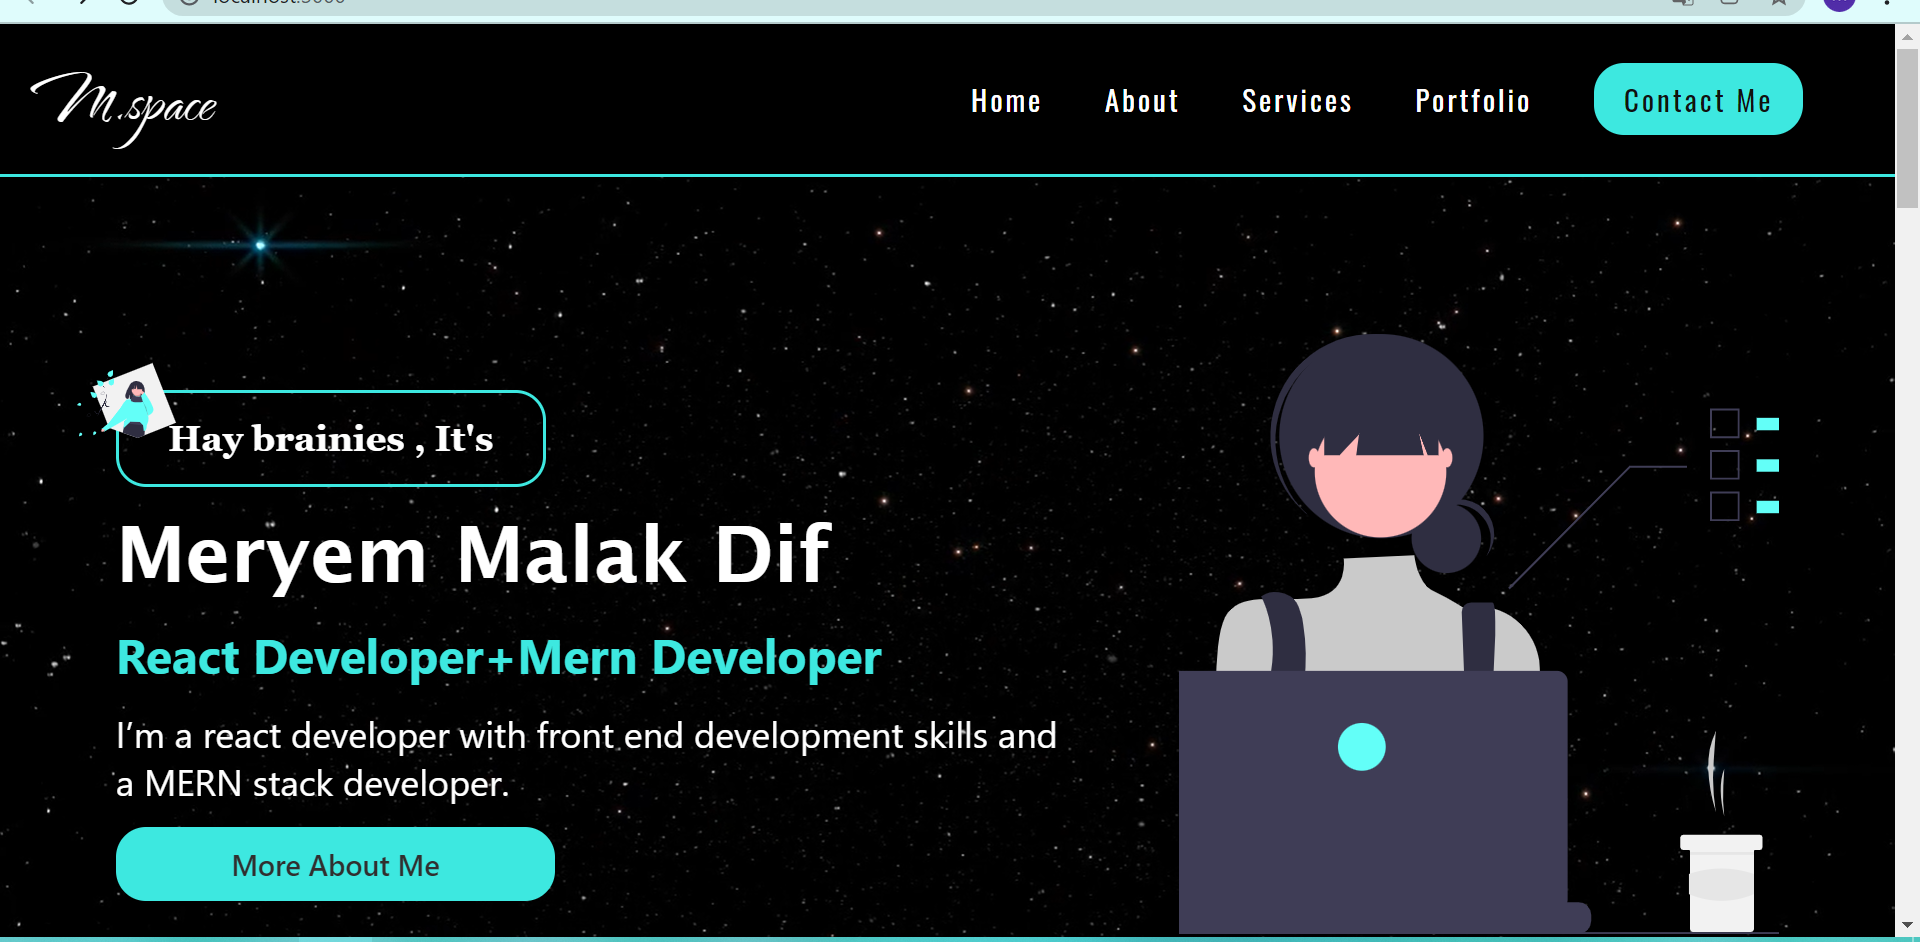 M.space
Home About Services Portfolio Contact Me
Hay brainies , It's
Meryem Malak Dif
React Developer+Mern Developer
I’m a react developer with front end development skills and
a MERN stack developer.
More About Me